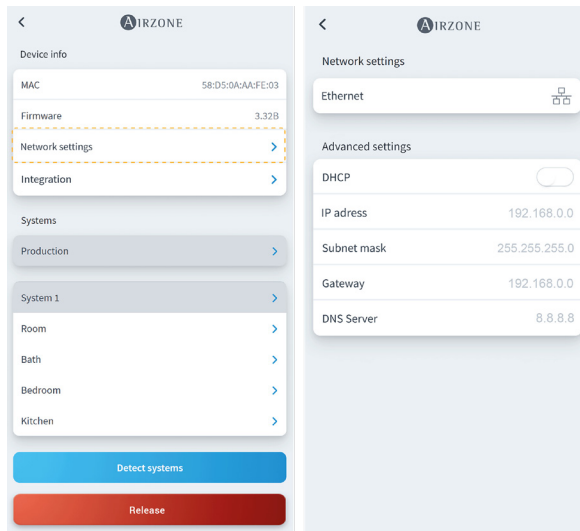 AIRZONE
Device info
MAC 58:D5:0A:AA:FE:03
Firmware 3.32B
Network settings
Integration
Systems
Production
System 1
Room
Bath
Bedroom
Kitchen
Detect systems
Release
AIRZONE
Network settings
Ethernet
Advanced settings
DHCP
IP adress 192.168.0.0
Subnet mask 255.255.255.0
Gateway 192.168.0.0
DNS Server 8.8.8.8